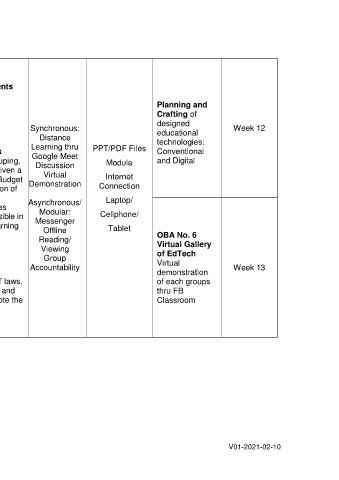 ents
k
uping,
iven a
Budget
ion of
as
sible in
arning
T laws,
and
ote the
Synchronous:
Distance
Learning thru
Google Meet
Discussion
Virtual
Demonstration
Asynchronous/
Modular:
Messenger
Offline
Reading/
Viewing
Group
Accountability
PPT/PDF Files
Module
Internet
Connection
Laptop/
Cellphone/
Tablet
Planning and
Crafting of
designed
educational
technologies:
Conventional
and Digital
Week 12
OBA No. 6
Virtual Gallery
of EdTech
Virtual
demonstration
of each groups
thru FB
Classroom
Week 13
V01-2021-02-10